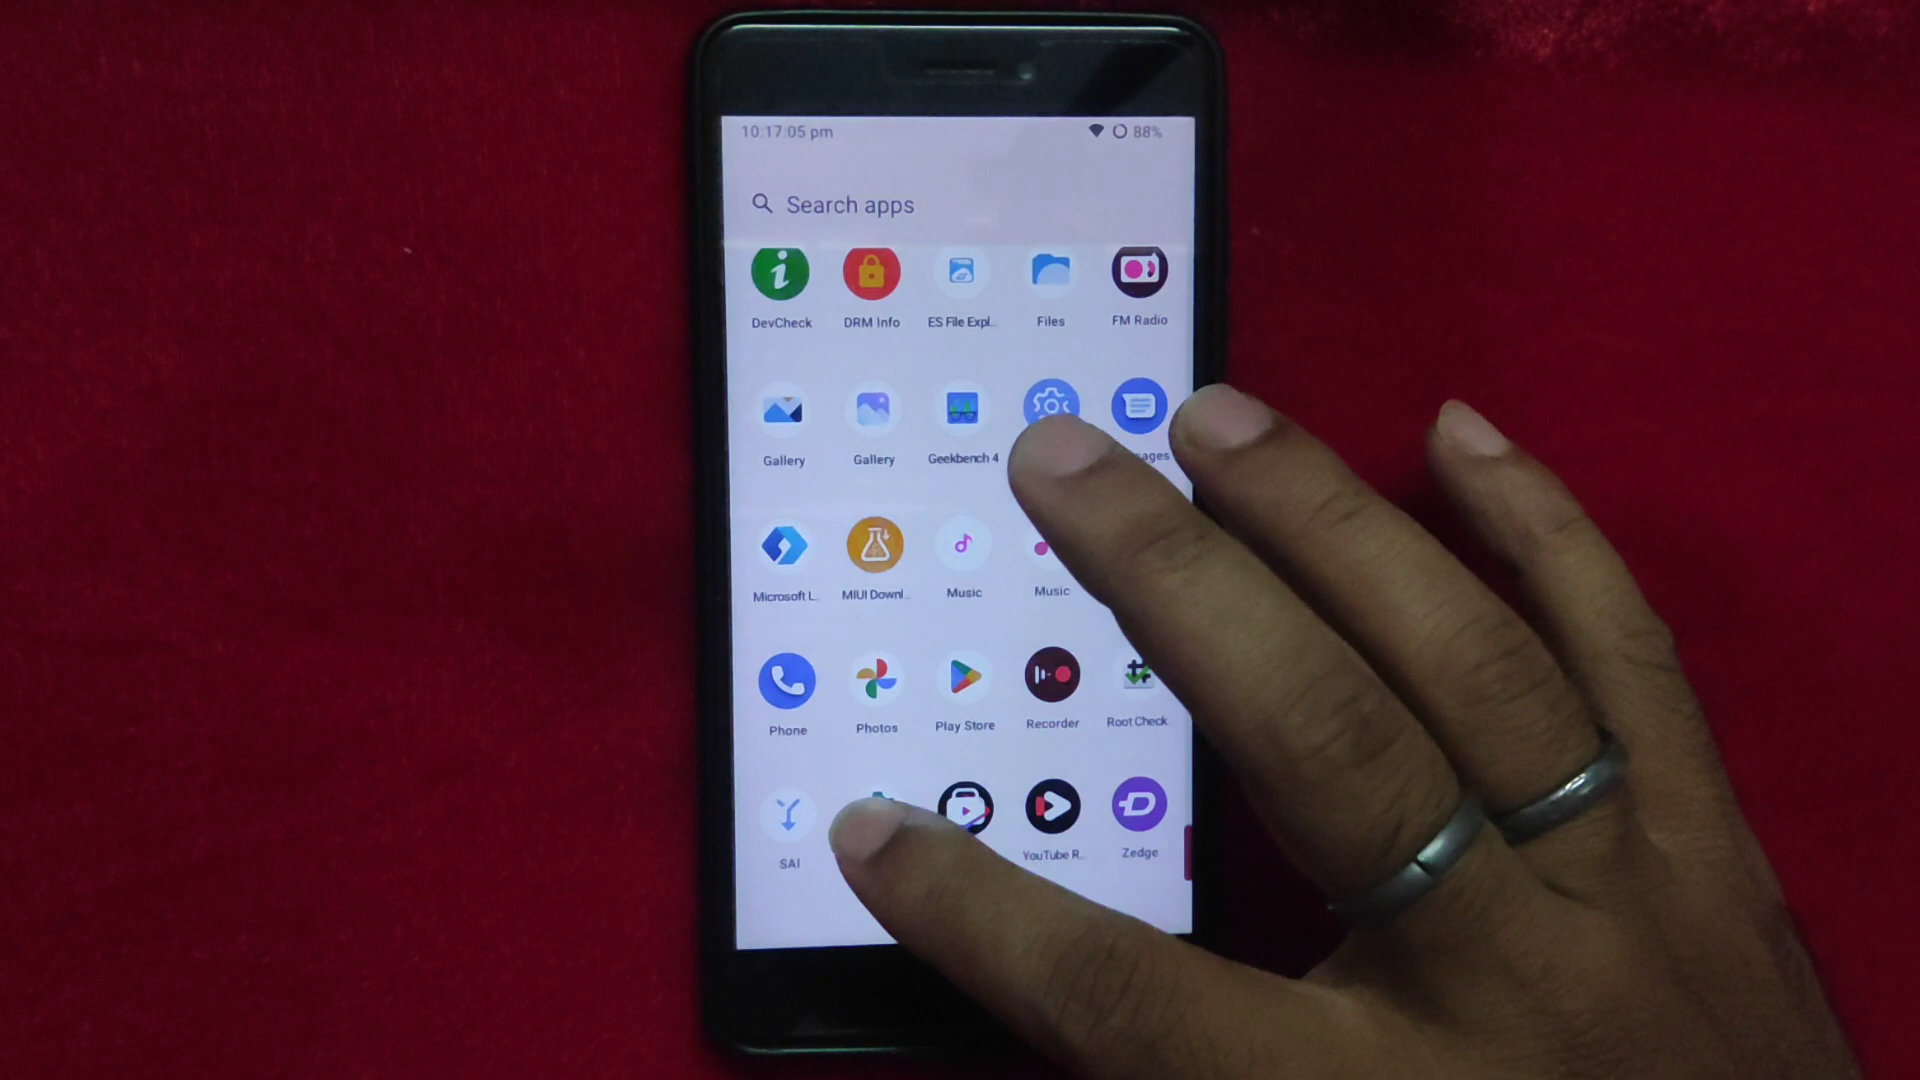 10:17:05 pm 88%
Search apps
DevCheck DRM Info ES File Expl... Files FM Radio
Gallery Gallery Geekbench 4
Microsoft L... MIUI Downl... Music Music
Phone Photos Play Store Recorder Root Check...
SAI YouTube R... Zedge